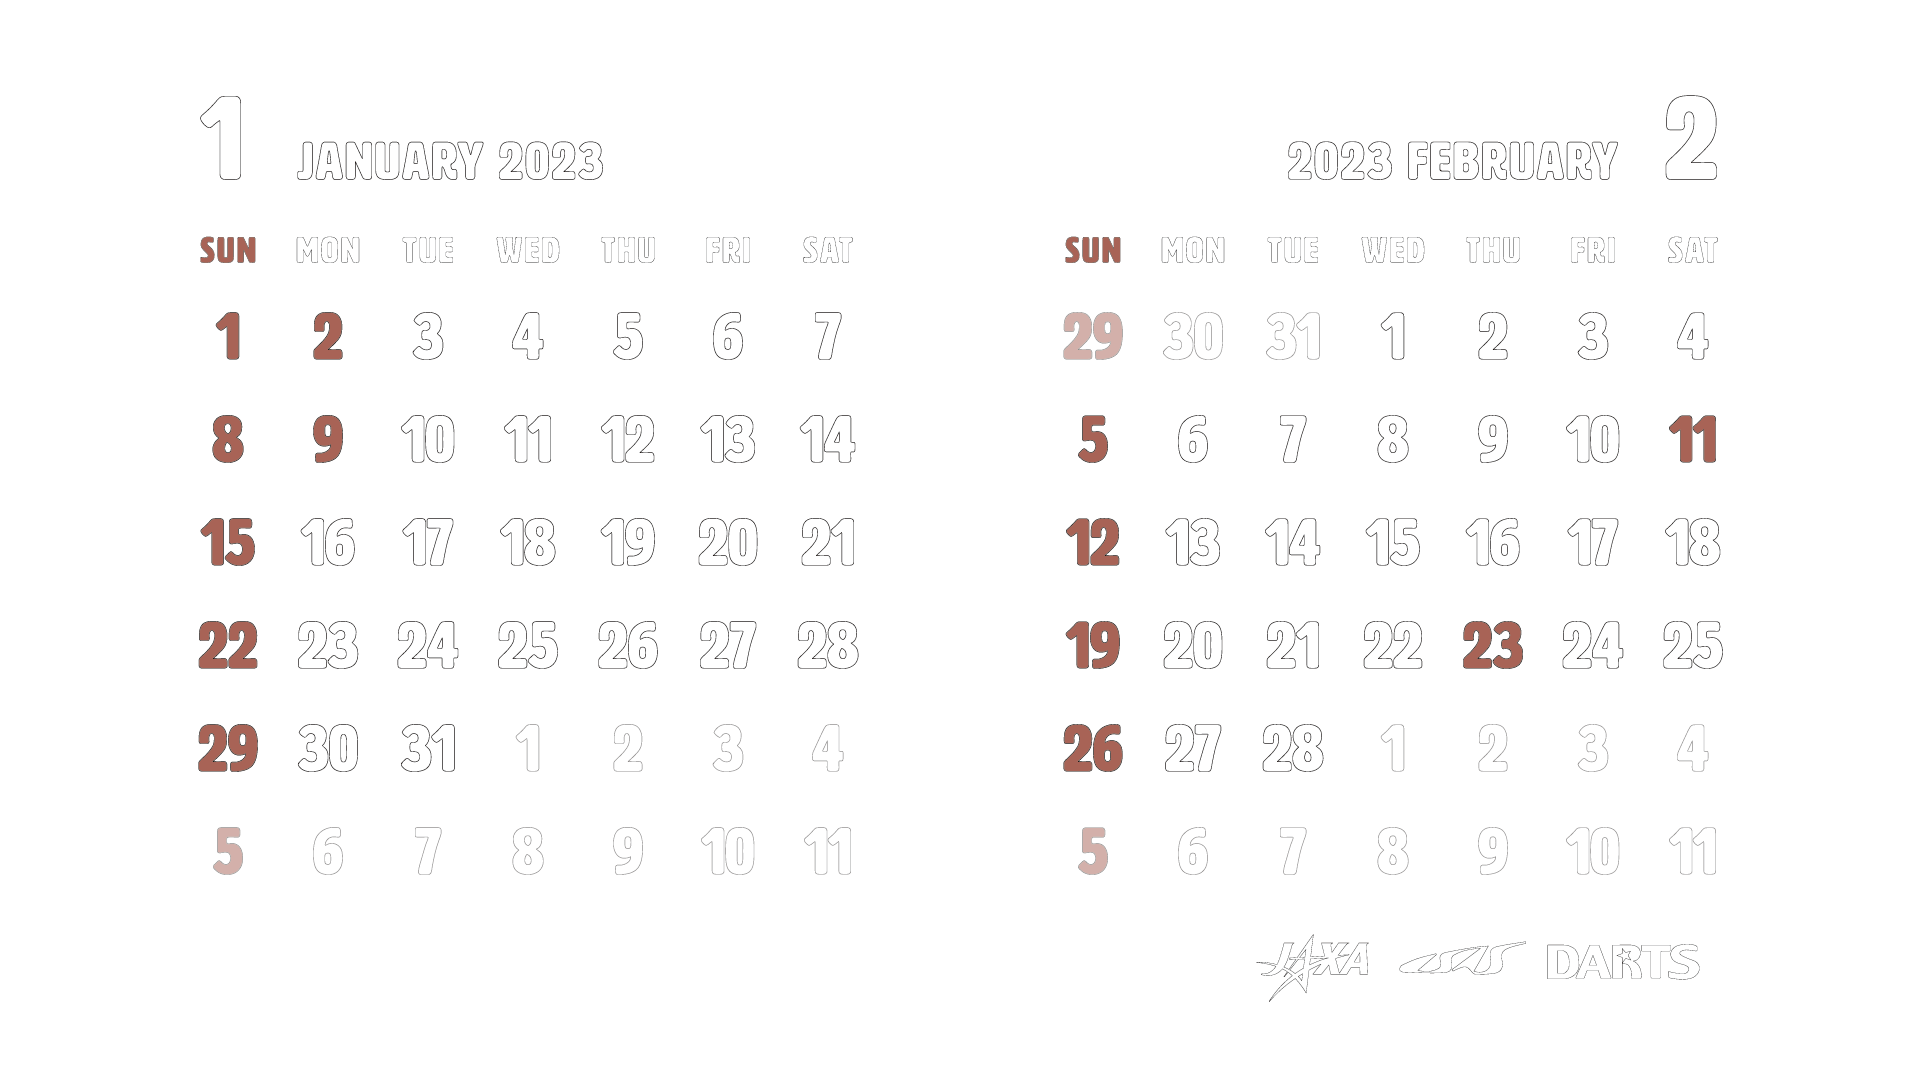 1 JANUARY 2023
SUN MON TUE WED THU FRI SAT
1 2 3 4 5 6 7
8 9 10 11 12 13 14
15 16 17 18 19 20 21
22 23 24 25 26 27 28
29 30 31 1 2 3 4
5 6 7 8 9 10 11
2023 FEBRUARY 2
SUN MON TUE WED THU FRI SAT
29 30 31 1 2 3 4
5 6 7 8 9 10 11
12 13 14 15 16 17 18
19 20 21 22 23 24 25
26 27 28 1 2 3 4
5 6 7 8 9 10 11
JAXA ISAS DARTS